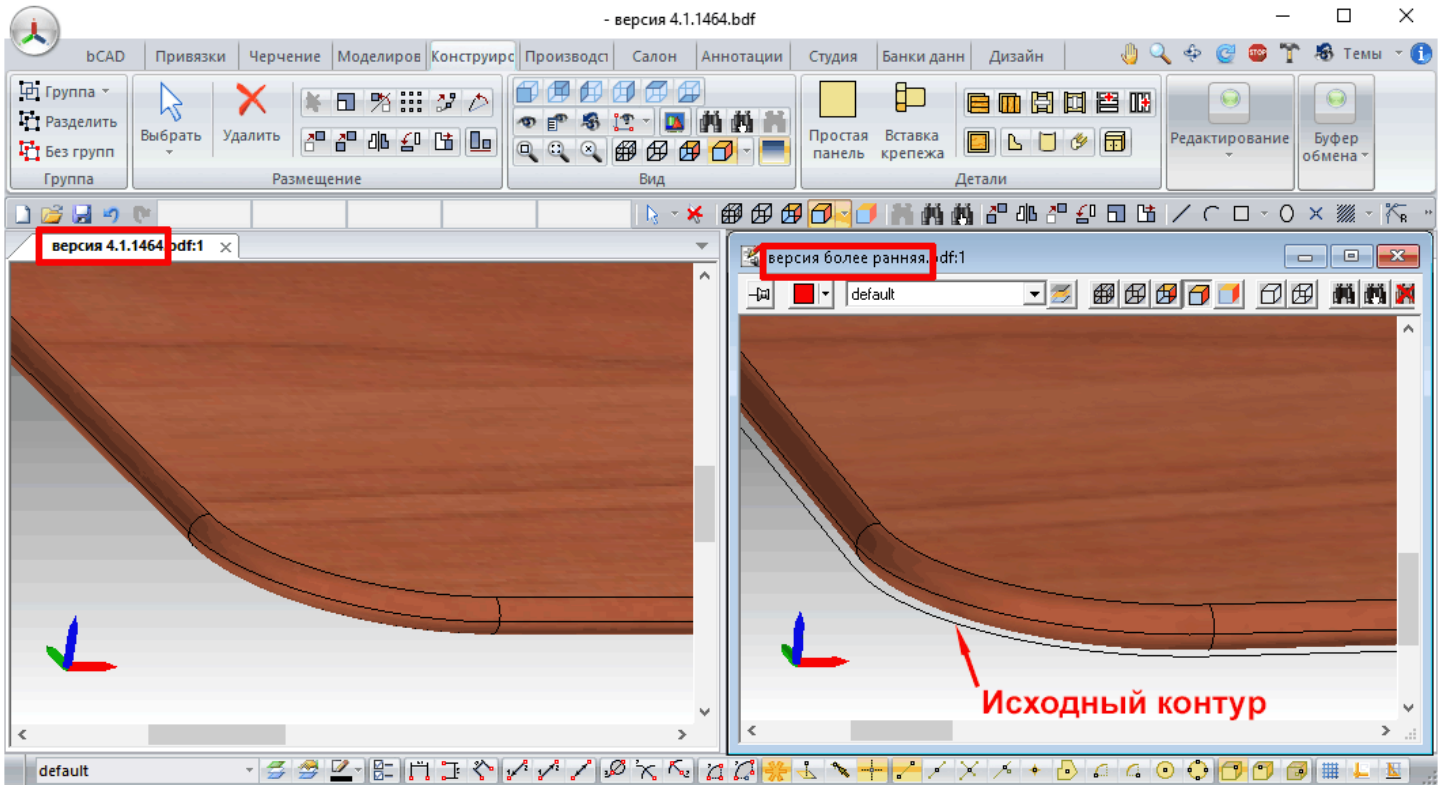 - версия 4.1.1464.bdf
bCAD Привязки Черчение Моделиров Конструирс Производст Салон Аннотации Студия Банки данн Дизайн STOP Темы
Группа
Разделить
Без групп
Выбрать Удалить
Простая панель
Вставка крепежа
Редактирование
Буфер обмена
Группа Размещение Вид Детали
версия 4.1.1464.bdf:1
версия более ранняя.bdf:1
default
Исходный контур
default